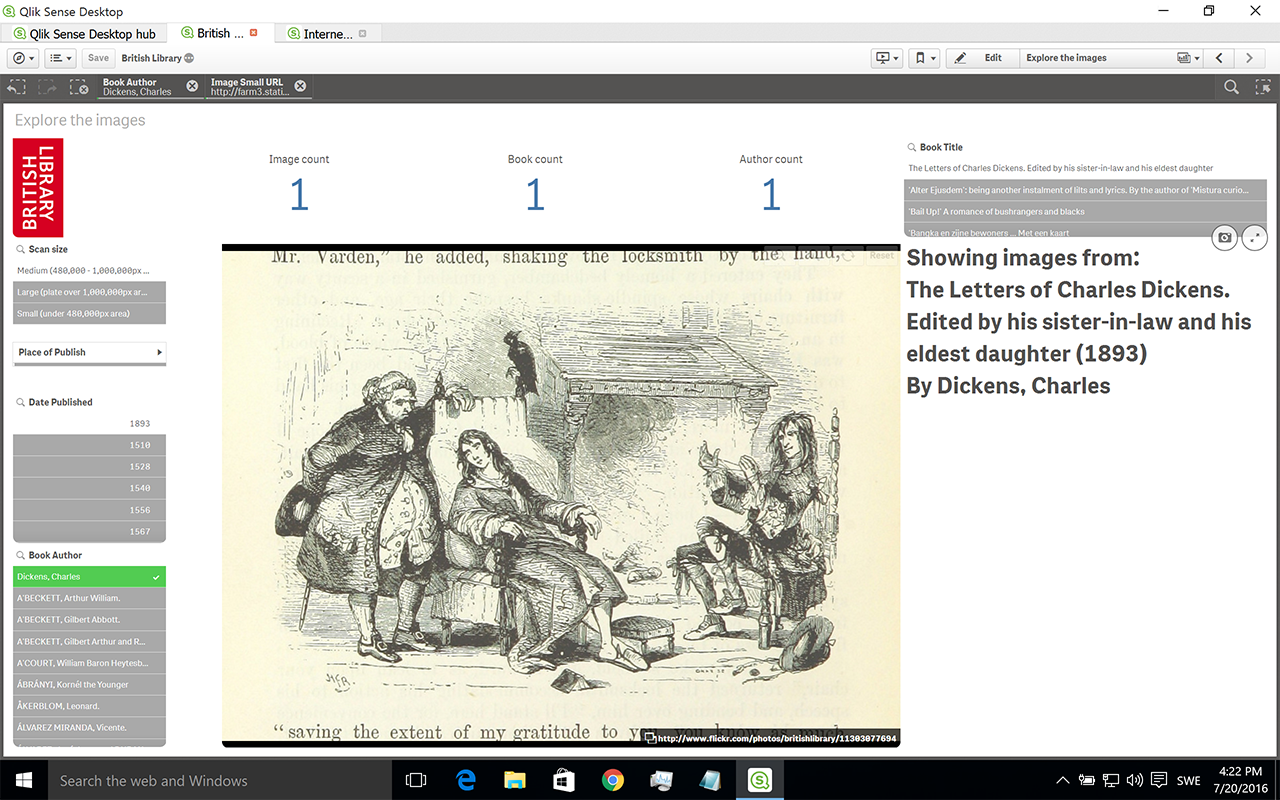 Qlik Sense Desktop
Qlik Sense Desktop hub
British ...
Interne...
Save
British Library
Edit
Explore the images
Book Author
Dickens, Charles
Image Small URL
http://farm3.stati...
Explore the images
LIBRARY
BRITISH
Image count
1
Book count
1
Author count
1
Book Title
The Letters of Charles Dickens. Edited by his sister-in-law and his eldest daughter
'Alter Ejusdem': being another instalment of lilts and lyrics. By the author of 'Mistura curio...
'Bail Up!' A romance of bushrangers and blacks
'Bangka en zijne bewoners ... Met een kaart
Scan size
Medium (480,000 - 1,000,000px ...
Large (plate over 1,000,000px ar...
Small (under 480,000px area)
Place of Publish
Date Published
1893
1510
1528
1540
1556
1567
Book Author
Dickens, Charles
A'BECKETT, Arthur William.
A'BECKETT, Gilbert Abbott.
A'BECKETT, Gilbert Arthur and R...
A'COURT, William Baron Heytesb...
ÁBRÁNYI, Kornél the Younger
ÅKERBLOM, Leonard.
ÁLVAREZ MIRANDA, Vicente.
Mr. Varden," he added, shaking the locksmith by the hand,
Reset
"saving the extent of my gratitude to you, you know as much
http://www.flickr.com/photos/britishlibrary/11303077694
Showing images from:
The Letters of Charles Dickens.
Edited by his sister-in-law and his
eldest daughter (1893)
By Dickens, Charles
Search the web and Windows
SWE
4:22 PM
7/20/2016